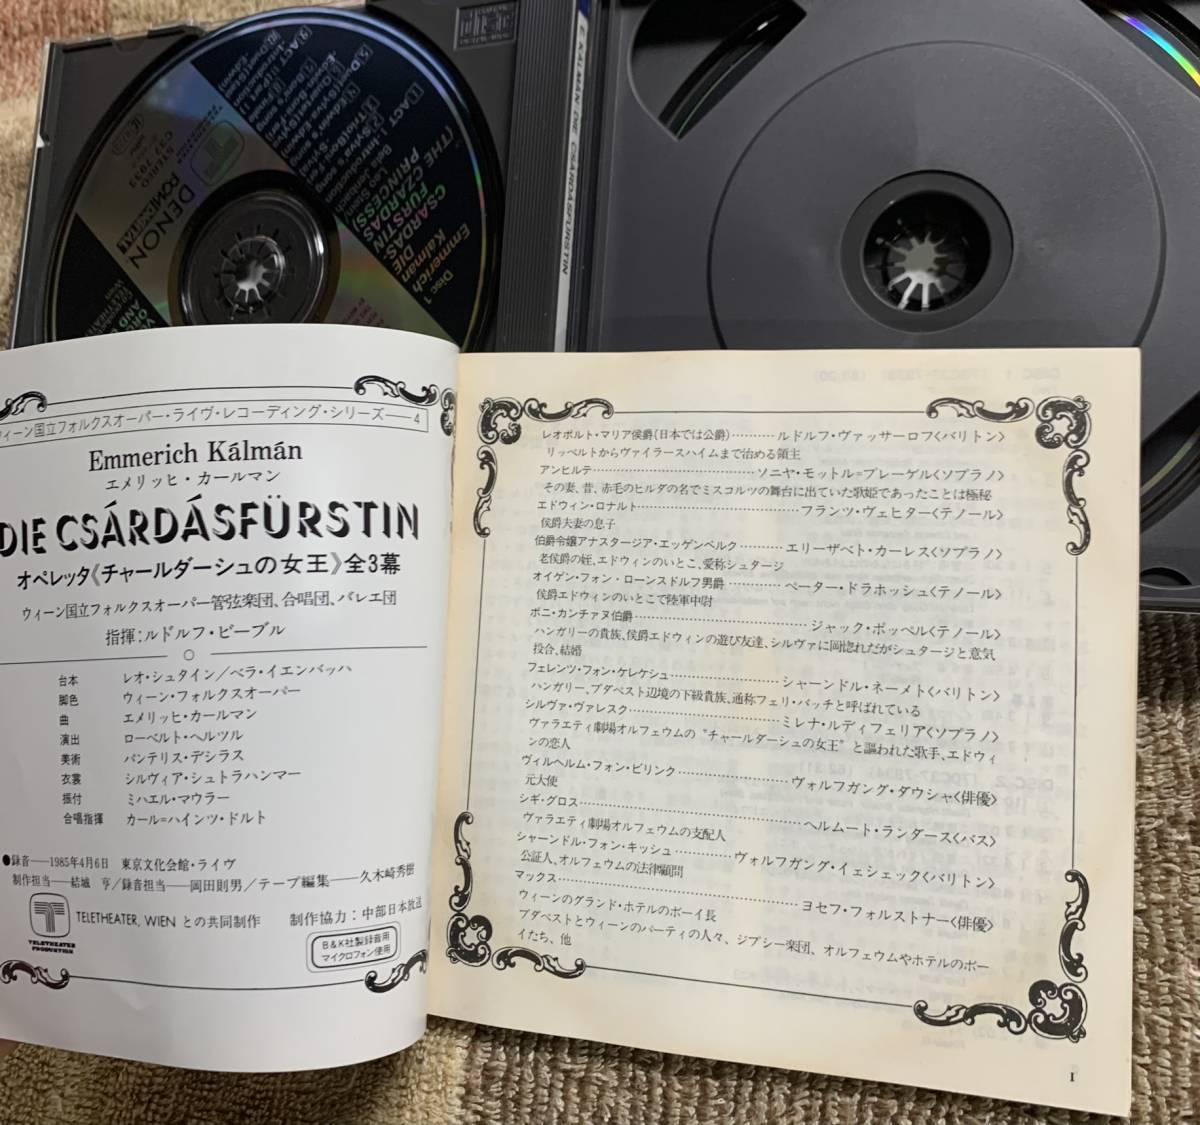 Disc 1
Emmerich
Kalman
DIE
CSARDAS-
FÜRSTIN
(THE CZARDAS
PRINCESS)
DENON
PCM DIGITAL
STEREO
C37-7933
E. KÁLMÁN: DIE CSÁRDÁSFÜRSTIN
ウィーン国立フォルクスオーパー・ライヴ・レコーディング・シリーズ——4
Emmerich Kálmán
エメリッヒ・カールマン
DIE CSÁRDÁSFÜRSTIN
オペレッタ《チャールダーシュの女王》全3幕
ウィーン国立フォルクスオーパー管弦楽団、合唱団、バレエ団
指揮:ルドルフ・ビーブル
台本 レオ・シュタイン/ベラ・イエンバッハ
脚色 ウィーン・フォルクスオーパー
曲 エメリッヒ・カールマン
演出 ローベルト・ヘルツル
美術 パンテリス・デシラス
衣裳 シルヴィア・シュトラハンマー
振付 ミハエル・マウラー
合唱指揮 カール=ハインツ・ドルト
●録音——1985年4月6日 東京文化会館・ライヴ
制作担当——結城 亨/録音担当——岡田則男/テープ編集——久木崎秀樹
TELETHEATER, WIEN との共同制作 制作協力:中部日本放送
TELETHEATER
PRODUCTION
B&K社製録音用
マイクロフォン使用
レオポルト・マリア侯爵(日本では公爵)………ルドルフ・ヴァッサーロフ〈バリトン〉
リッペルトからヴァイラースハイムまで治める領主
アンヒルテ………ソニヤ・モットル=プレーゲル〈ソプラノ〉
その妻、昔、赤毛のヒルダの名でミスコルツの舞台に出ていた歌姫であったことは極秘
エドウィン・ロナルト………フランツ・ヴェヒター〈テノール〉
侯爵夫妻の息子
伯爵令嬢アナスタージア・エッゲンベルク………エリーザベト・カーレス〈ソプラノ〉
老侯爵の姪、エドウィンのいとこ、愛称シュタージ
オイゲン・フォン・ローンスドルフ男爵………ペーター・ドラホッシュ〈テノール〉
侯爵エドウィンのいとこで陸軍中尉
ボニ・カンチァヌ伯爵………ジャック・ポッペル〈テノール〉
ハンガリーの貴族、侯爵エドウィンの遊び友達、シルヴァに岡惚れだがシュタージと意気
投合、結婚
フェレンツ・フォン・ケレケシュ………シャーンドル・ネーメト〈バリトン〉
ハンガリー、ブダペスト辺境の下級貴族、通称フェリ・バッチと呼ばれている
シルヴァ・ヴァレスク………ミレナ・ルディフェリア〈ソプラノ〉
ヴァラエティ劇場オルフェウムの“チャールダーシュの女王”と謳われた歌手、エドウィ
ンの恋人
ヴィルヘルム・フォン・ビリンク………ヴォルフガング・ダウシャ〈俳優〉
元大使
シギ・グロス………ヘルムート・ランダース〈バス〉
ヴァラエティ劇場オルフェウムの支配人
シャーンドル・フォン・キッシュ………ヴォルフガング・イェシェック〈バリトン〉
公証人、オルフェウムの法律顧問
マックス………ヨセフ・フォルストナー〈俳優〉
ウィーンのグランド・ホテルのボーイ長
ブダペストとウィーンのパーティの人々、ジプシー楽団、オルフェウムやホテルのボー
イたち、他
1